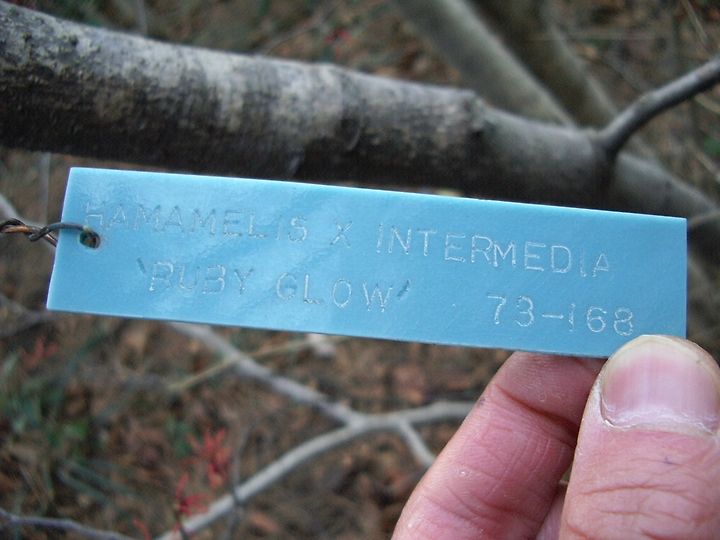 HAMAMELIS X INTERMEDIA
'RUBY GLOW' 73-168